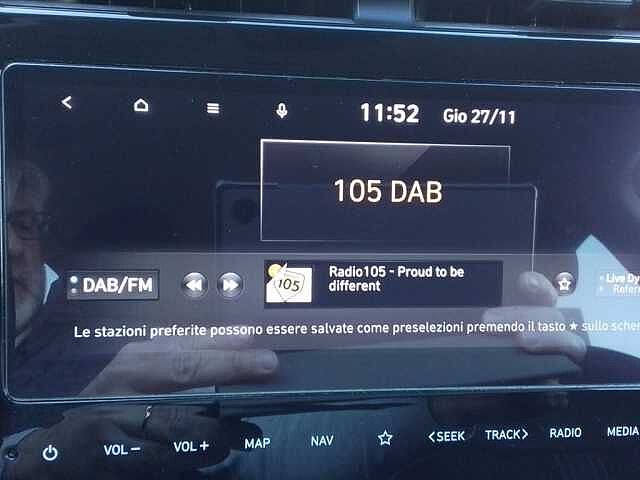 11:52 Gio 27/11
105 DAB
DAB/FM
105
Radio105 - Proud to be
different
Live Dy
Refer
Le stazioni preferite possono essere salvate come preselezioni premendo il tasto ★ sullo scher
VOL− VOL+ MAP NAV <SEEK TRACK> RADIO MEDIA